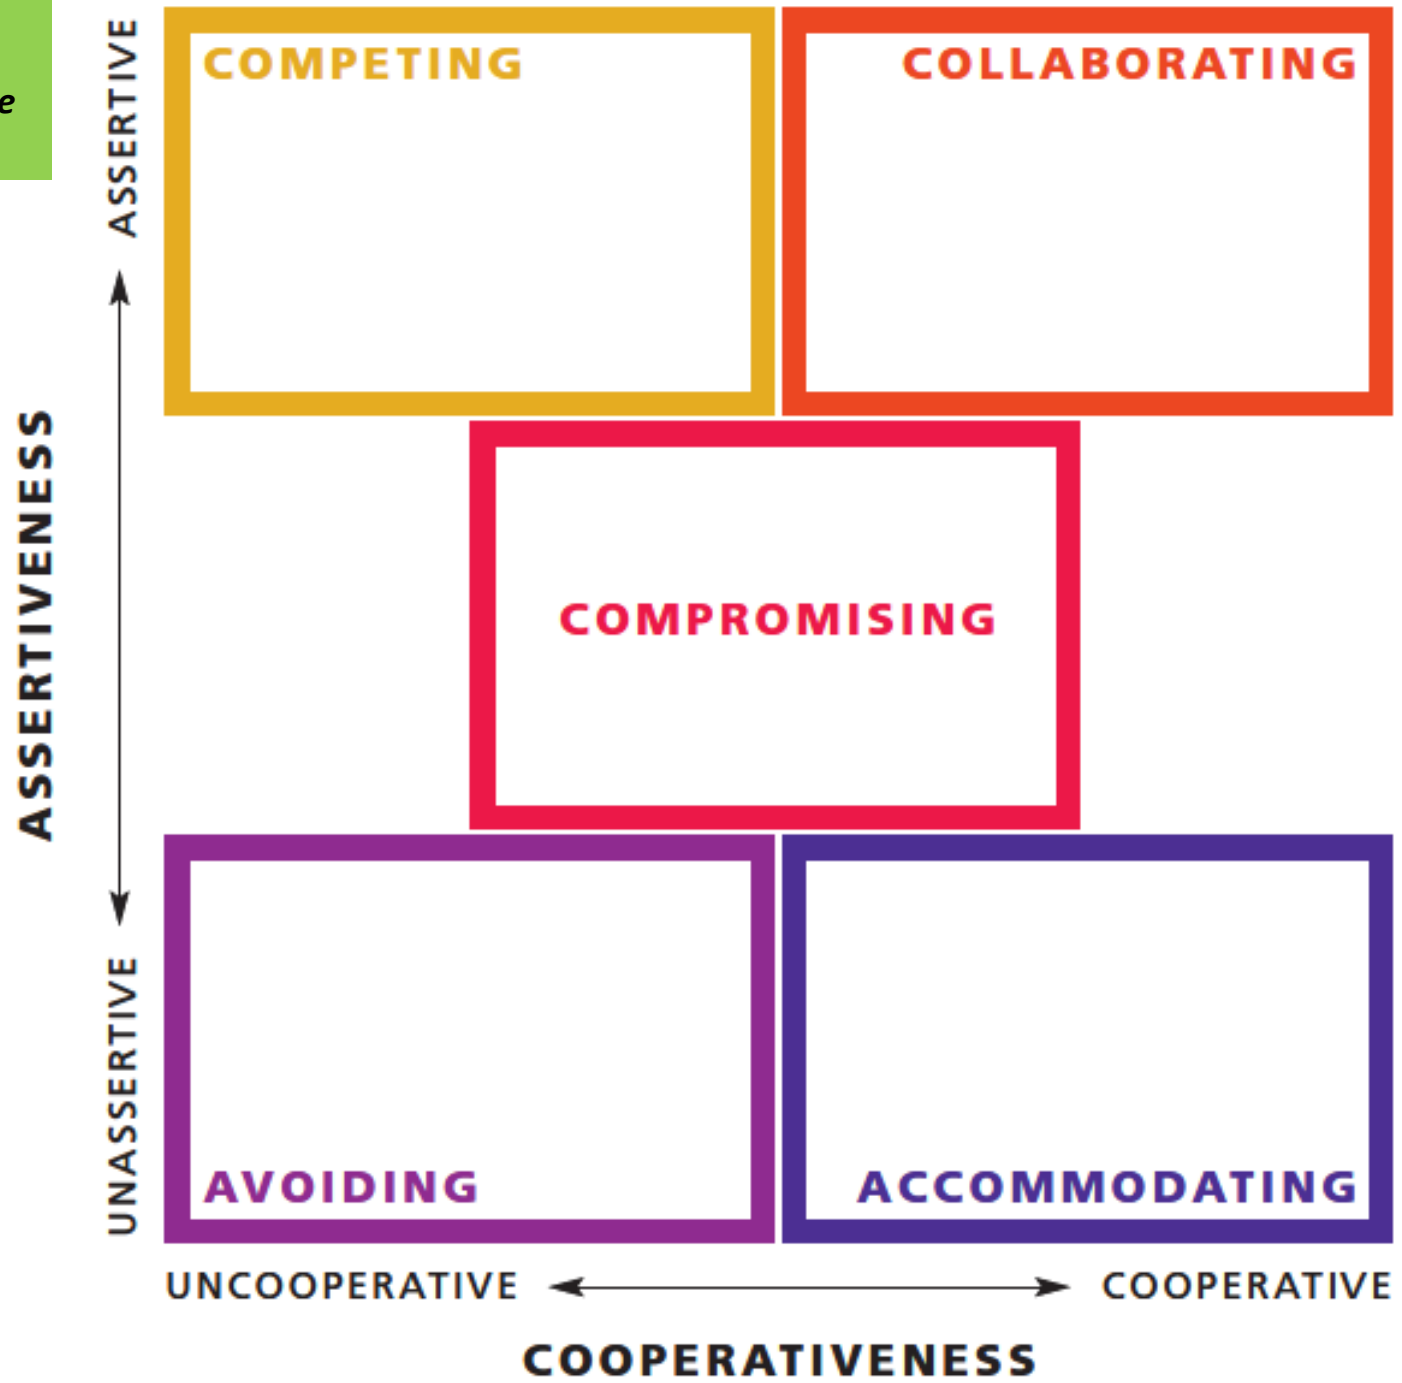 e
ASSERTIVE
COMPETING
COLLABORATING
ASSERTIVENESS
COMPROMISING
UNASSERTIVE
AVOIDING
ACCOMMODATING
UNCOOPERATIVE
COOPERATIVE
COOPERATIVENESS